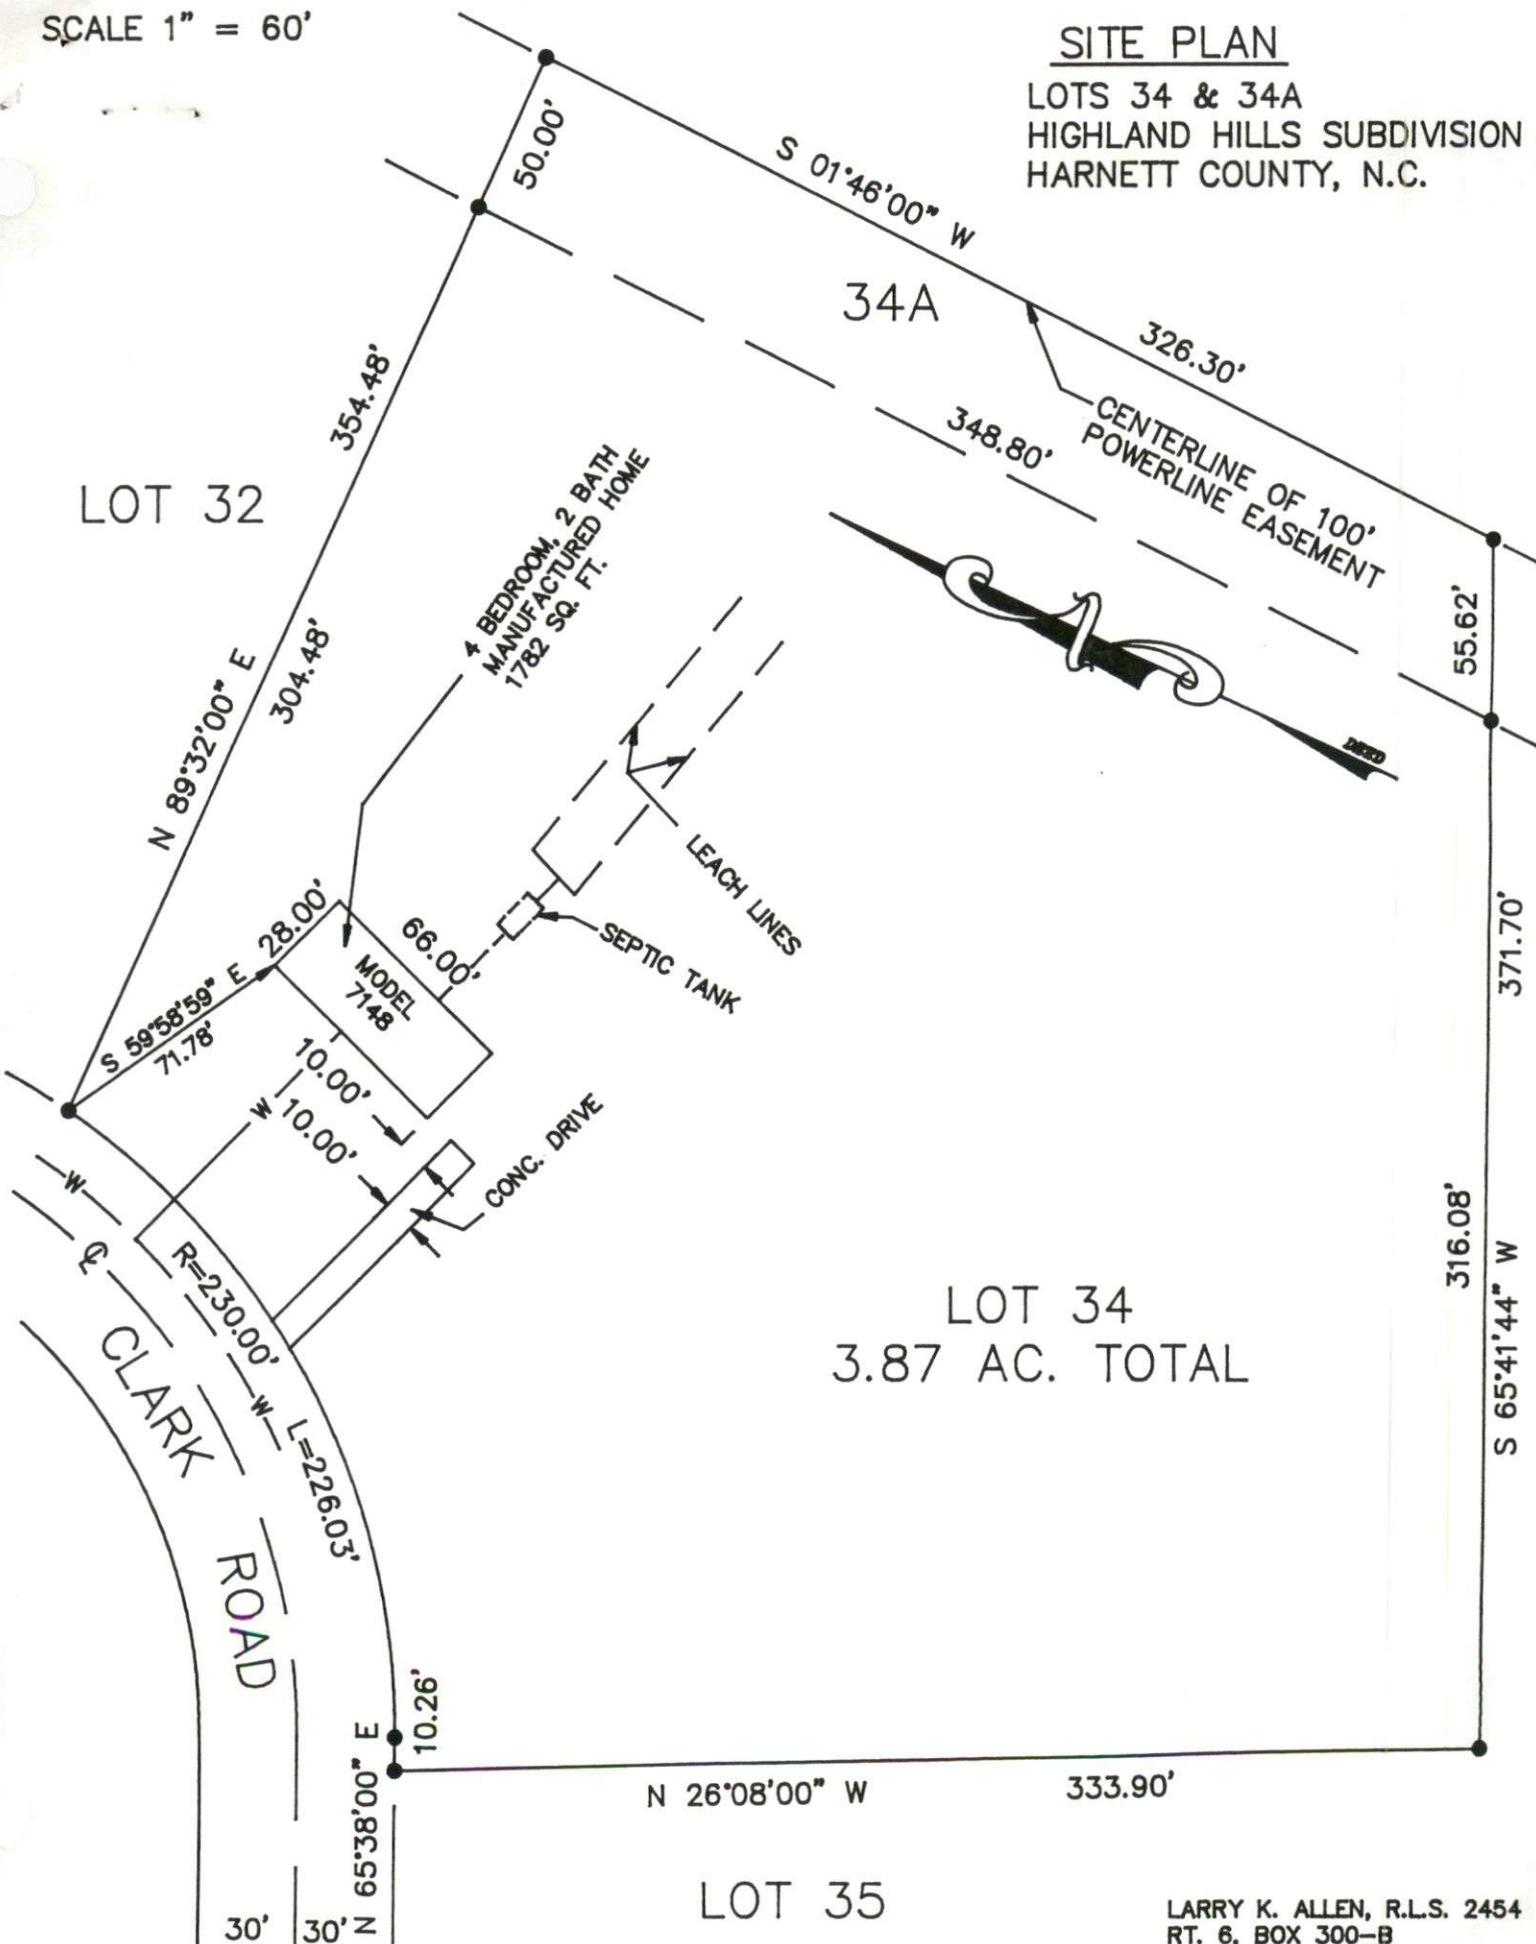 SCALE 1" = 60'
SITE PLAN
LOTS 34 & 34A
HIGHLAND HILLS SUBDIVISION
HARNETT COUNTY, N.C.
50.00'
S 01°46'00" W
34A
326.30'
348.80'
CENTERLINE OF 100'
POWERLINE EASEMENT
354.48'
LOT 32
4 BEDROOM, 2 BATH
MANUFACTURED HOME
1782 SQ. FT.
N 89°32'00" E
304.48'
DEED
55.62'
LEACH LINES
SEPTIC TANK
28.00'
66.00'
MODEL
7148
S 59°58'59" E
71.78'
10.00'
W
10.00'
CONC. DRIVE
371.70'
316.08'
S 65°41'44" W
W
℄
R=230.00'
W
L=226.03'
CLARK
ROAD
LOT 34
3.87 AC. TOTAL
10.26'
N 65°38'00" E
N 26°08'00" W
333.90'
LOT 35
30'
30'
LARRY K. ALLEN, R.L.S. 2454
RT. 6, BOX 300-B